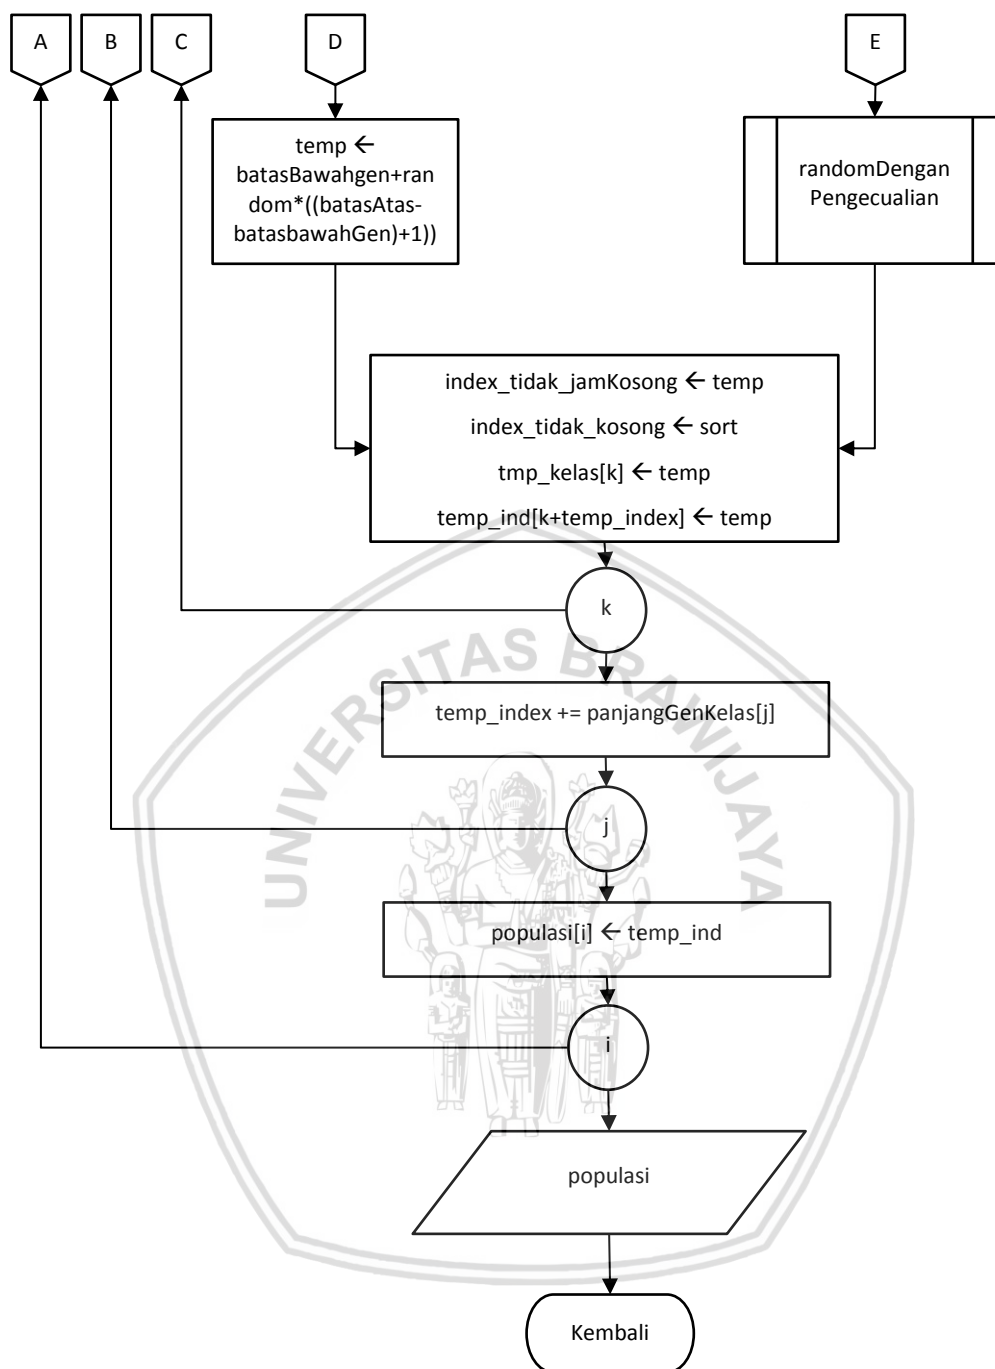 A
B
C
D
E
temp ←
batasBawahgen+ran
dom*((batasAtas-
batasbawahGen)+1))
randomDengan
Pengecualian
index_tidak_jamKosong ← temp
index_tidak_kosong ← sort
tmp_kelas[k] ← temp
temp_ind[k+temp_index] ← temp
k
UNIVERSITAS BRAWIJAYA
temp_index += panjangGenKelas[j]
j
populasi[i] ← temp_ind
i
populasi
Kembali